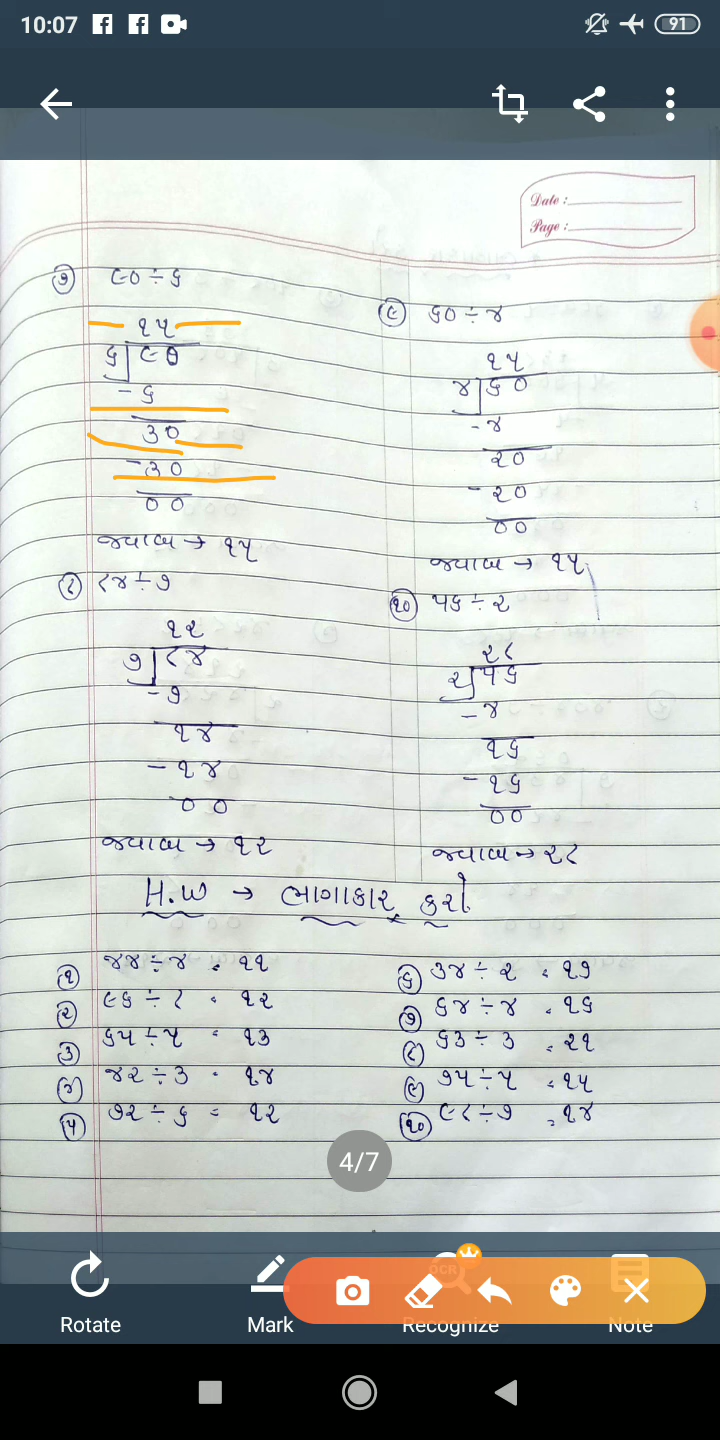 10:07
91
Date :
Page :
૭ ૯૦ ÷ ૬
૧૫
૬ ૯૦
- ૬
૩૦
- ૩૦
૦૦
જવાબ → ૧૫
૮ ૮૪ ÷ ૭
૧૨
૭ ૮૪
- ૭
૧૪
- ૧૪
૦૦
જવાબ → ૧૨
૯ ૬૦ ÷ ૪
૧૫
૪ ૬૦
- ૪
૨૦
- ૨૦
૦૦
જવાબ → ૧૫
૧૦ ૫૬ ÷ ૨
૨૮
૨ ૫૬
- ૪
૧૬
- ૧૬
૦૦
જવાબ → ૨૮
H.W → ભાગાકાર કરો
૧ ૪૪ ÷ ૪ = ૧૧
૨ ૯૬ ÷ ૮ = ૧૨
૩ ૬૫ ÷ ૫ = ૧૩
૪ ૪૨ ÷ ૩ = ૧૪
૫ ૭૨ ÷ ૬ = ૧૨
૬ ૩૪ ÷ ૨ = ૧૭
૭ ૬૪ ÷ ૪ = ૧૬
૮ ૬૩ ÷ ૩ = ૨૧
૯ ૭૫ ÷ ૫ = ૧૫
૧૦ ૯૮ ÷ ૭ = ૧૪
4/7
OCR
Rotate
Mark
Recognize
Note